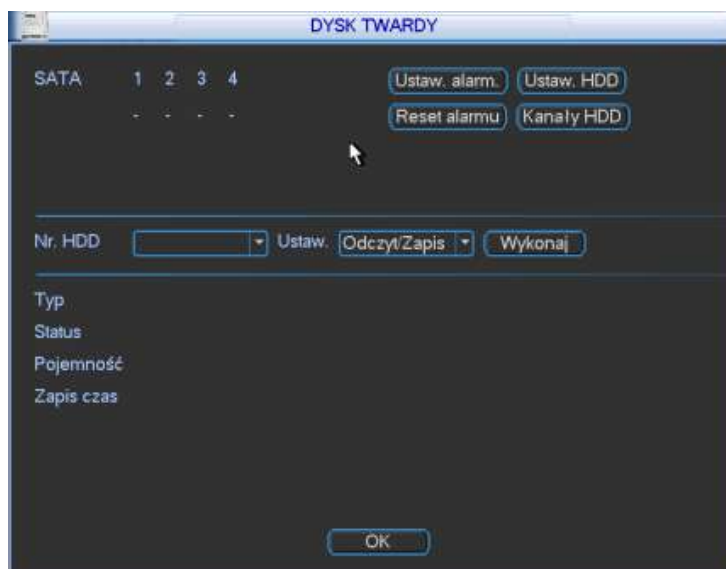 DYSK TWARDY
SATA 1 2 3 4 Ustaw. alarm. Ustaw. HDD
- - - - Reset alarmu Kanały HDD
Nr. HDD Ustaw. Odczyt/Zapis Wykonaj
Typ
Status
Pojemność
Zapis czas
OK